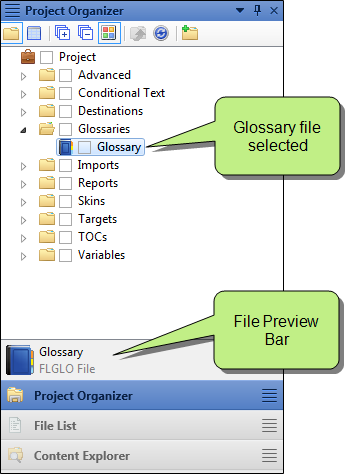 Project Organizer
Project
Advanced
Conditional Text
Destinations
Glossaries
Glossary
Imports
Reports
Skins
Targets
TOCs
Variables
Glossary file
selected
File Preview
Bar
Glossary
FLGLO File
Project Organizer
File List
Content Explorer